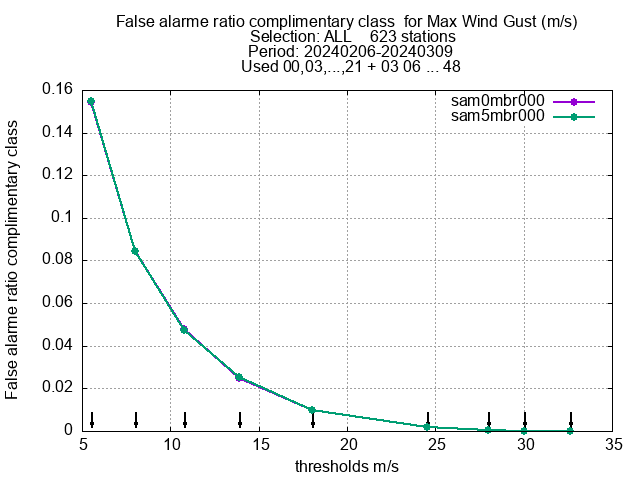 False alarme ratio complimentary class  for Max Wind Gust (m/s)
Selection: ALL    623 stations
Period: 20240206-20240309
Used 00,03,...,21 + 03 06 ... 48
sam0mbr000
sam5mbr000
False alarme ratio complimentary class
0.16
0.14
0.12
0.1
0.08
0.06
0.04
0.02
0
5 10 15 20 25 30 35
thresholds m/s